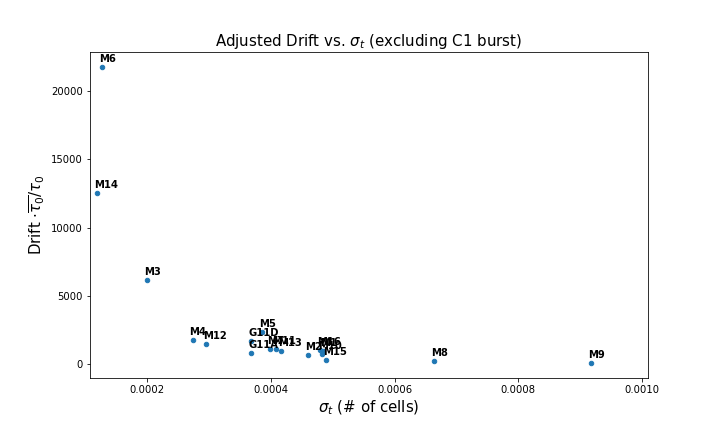 Adjusted Drift vs. σt (excluding C1 burst)
M6
20000
M14
15000
Drift ·τ0/τ0
10000
M3
5000
M5
M4
M12
G11D
G11A
M13
M2
M16
M15
M8
M9
0
0.0002
0.0004
0.0006
0.0008
0.0010
σt (# of cells)